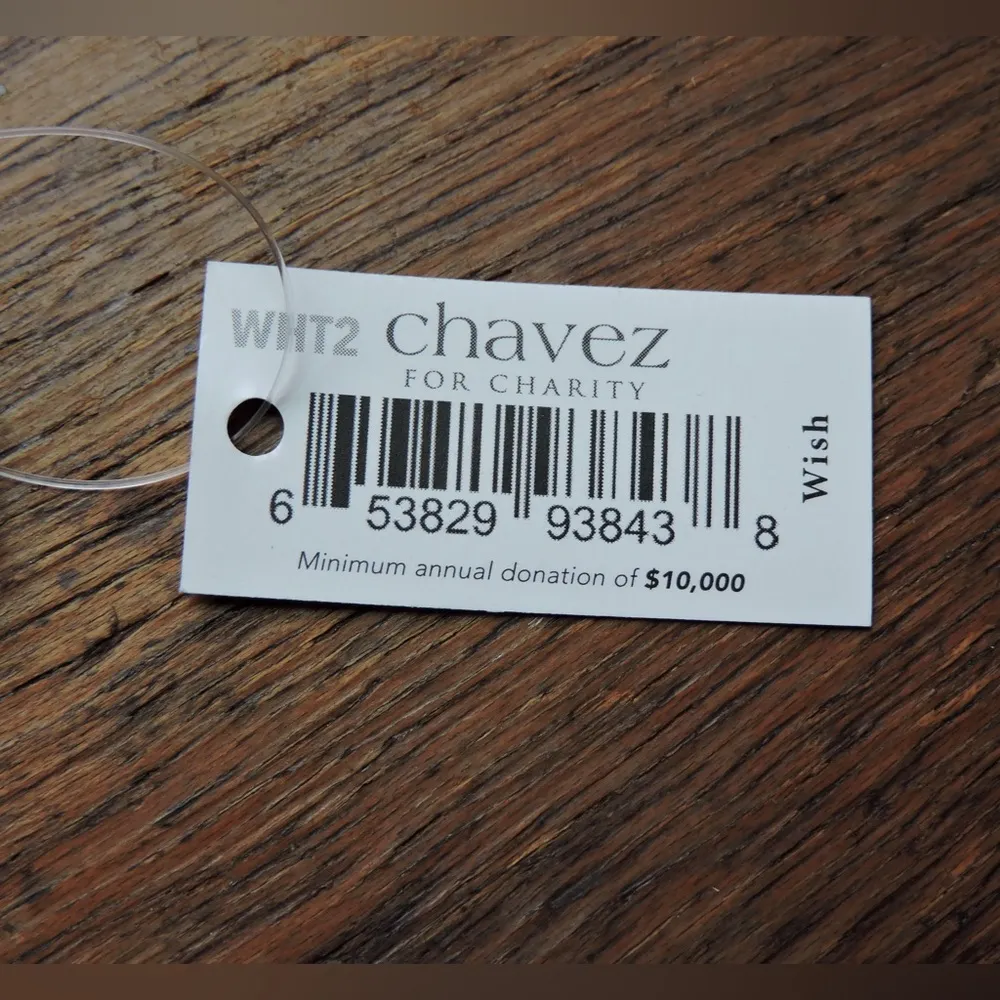 WHT2 chavez
FOR CHARITY
6 53829 93843 8
Wish
Minimum annual donation of $10,000